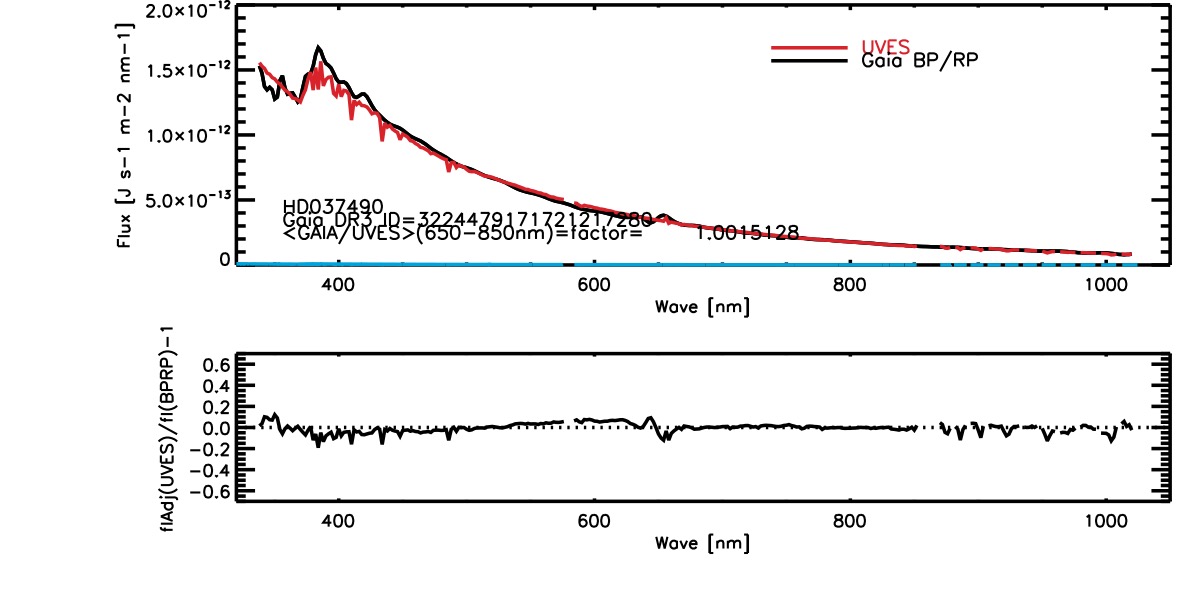 2.0×10−12
1.5×10−12
1.0×10−12
5.0×10−13
0
Flux [J s−1 m−2 nm−1]
UVES
Gaia BP/RP
HD037490
Gaia DR3 ID=3224479171721217280
<GAIA/UVES>(650−850nm)=factor= 1.0015128
400 600 800 1000
Wave [nm]
flAdj(UVES)/fl(BPRP)−1
0.6
0.4
0.2
0.0
−0.2
−0.4
−0.6
400 600 800 1000
Wave [nm]